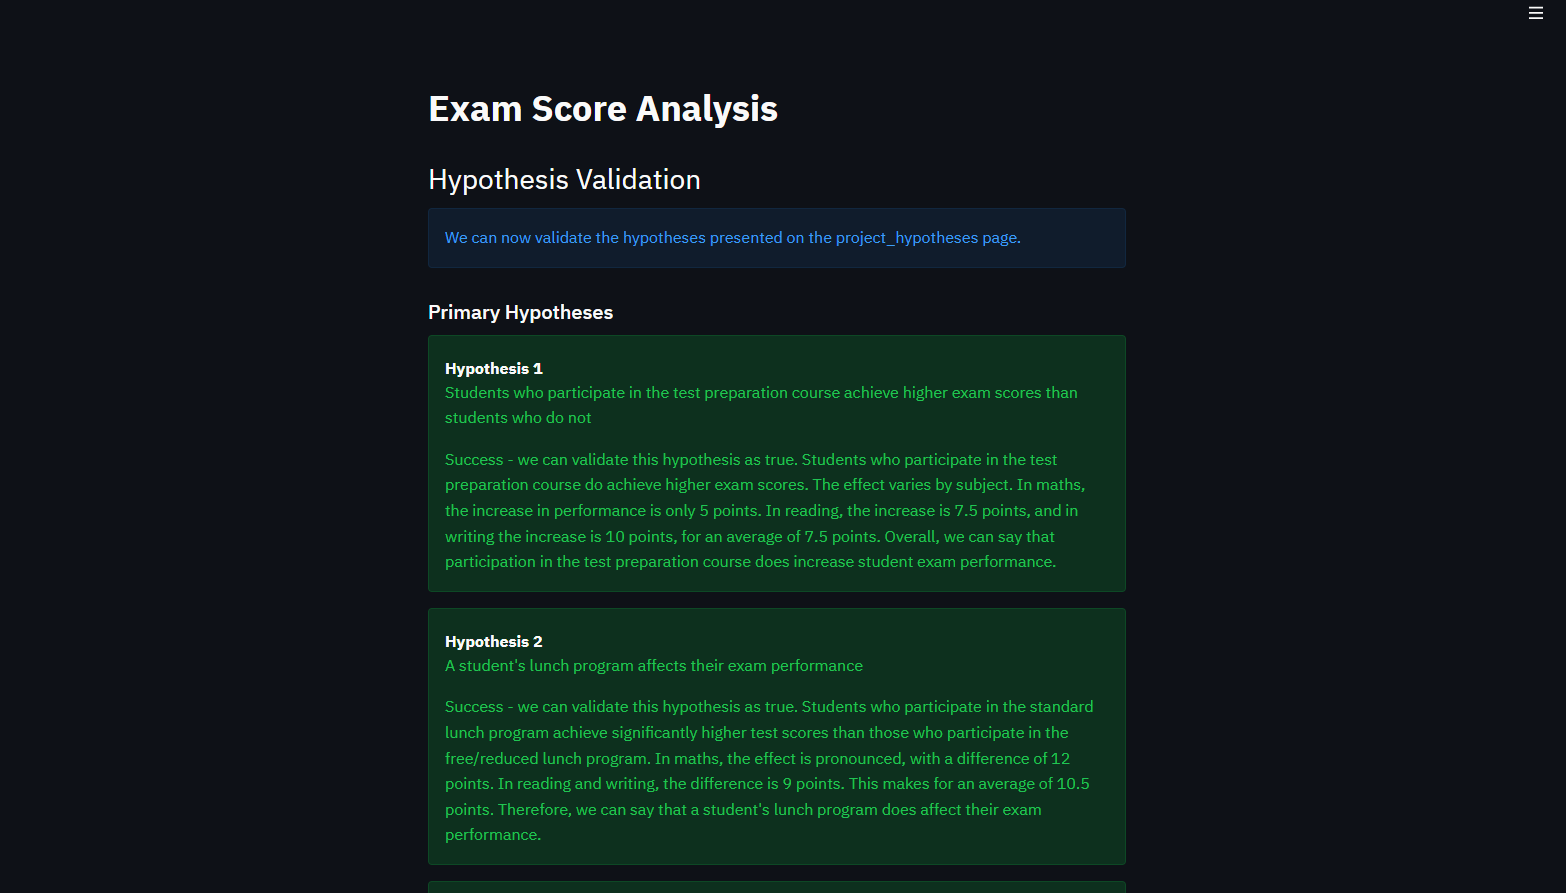 Exam Score Analysis
Hypothesis Validation
We can now validate the hypotheses presented on the project_hypotheses page.
Primary Hypotheses
Hypothesis 1
Students who participate in the test preparation course achieve higher exam scores than
students who do not
Success - we can validate this hypothesis as true. Students who participate in the test
preparation course do achieve higher exam scores. The effect varies by subject. In maths,
the increase in performance is only 5 points. In reading, the increase is 7.5 points, and in
writing the increase is 10 points, for an average of 7.5 points. Overall, we can say that
participation in the test preparation course does increase student exam performance.
Hypothesis 2
A student's lunch program affects their exam performance
Success - we can validate this hypothesis as true. Students who participate in the standard
lunch program achieve significantly higher test scores than those who participate in the
free/reduced lunch program. In maths, the effect is pronounced, with a difference of 12
points. In reading and writing, the difference is 9 points. This makes for an average of 10.5
points. Therefore, we can say that a student's lunch program does affect their exam
performance.